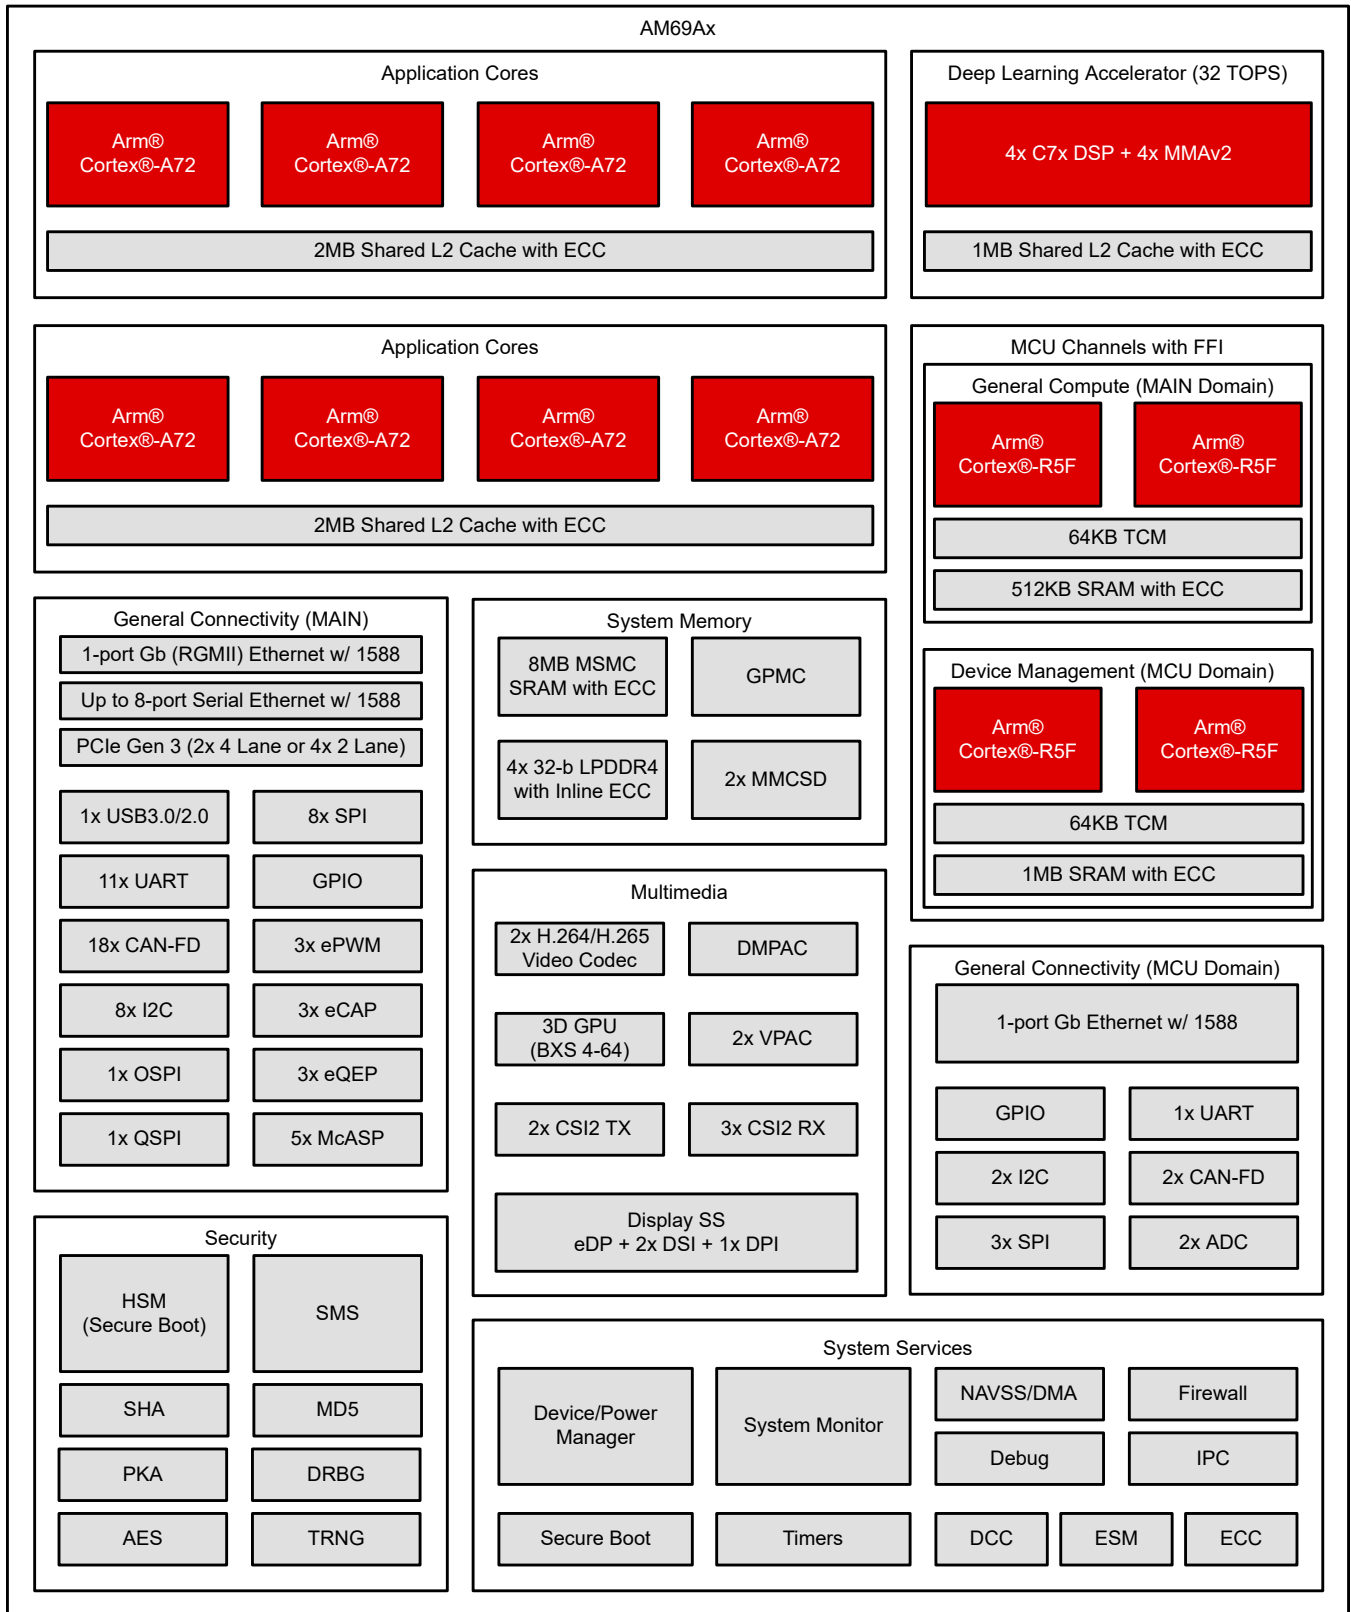 AM69Ax
Application Cores
Arm®
Cortex®-A72
Arm®
Cortex®-A72
Arm®
Cortex®-A72
Arm®
Cortex®-A72
2MB Shared L2 Cache with ECC
Deep Learning Accelerator (32 TOPS)
4x C7x DSP + 4x MMAv2
1MB Shared L2 Cache with ECC
Application Cores
Arm®
Cortex®-A72
Arm®
Cortex®-A72
Arm®
Cortex®-A72
Arm®
Cortex®-A72
2MB Shared L2 Cache with ECC
MCU Channels with FFI
General Compute (MAIN Domain)
Arm®
Cortex®-R5F
Arm®
Cortex®-R5F
64KB TCM
512KB SRAM with ECC
Device Management (MCU Domain)
Arm®
Cortex®-R5F
Arm®
Cortex®-R5F
64KB TCM
1MB SRAM with ECC
General Connectivity (MAIN)
1-port Gb (RGMII) Ethernet w/ 1588
Up to 8-port Serial Ethernet w/ 1588
PCIe Gen 3 (2x 4 Lane or 4x 2 Lane)
1x USB3.0/2.0
8x SPI
11x UART
GPIO
18x CAN-FD
3x ePWM
8x I2C
3x eCAP
1x OSPI
3x eQEP
1x QSPI
5x McASP
System Memory
8MB MSMC
SRAM with ECC
GPMC
4x 32-b LPDDR4
with Inline ECC
2x MMCSD
Multimedia
2x H.264/H.265
Video Codec
DMPAC
3D GPU
(BXS 4-64)
2x VPAC
2x CSI2 TX
3x CSI2 RX
Display SS
eDP + 2x DSI + 1x DPI
General Connectivity (MCU Domain)
1-port Gb Ethernet w/ 1588
GPIO
1x UART
2x I2C
2x CAN-FD
3x SPI
2x ADC
Security
HSM
(Secure Boot)
SMS
SHA
MD5
PKA
DRBG
AES
TRNG
System Services
Device/Power
Manager
System Monitor
NAVSS/DMA
Firewall
Debug
IPC
Secure Boot
Timers
DCC
ESM
ECC